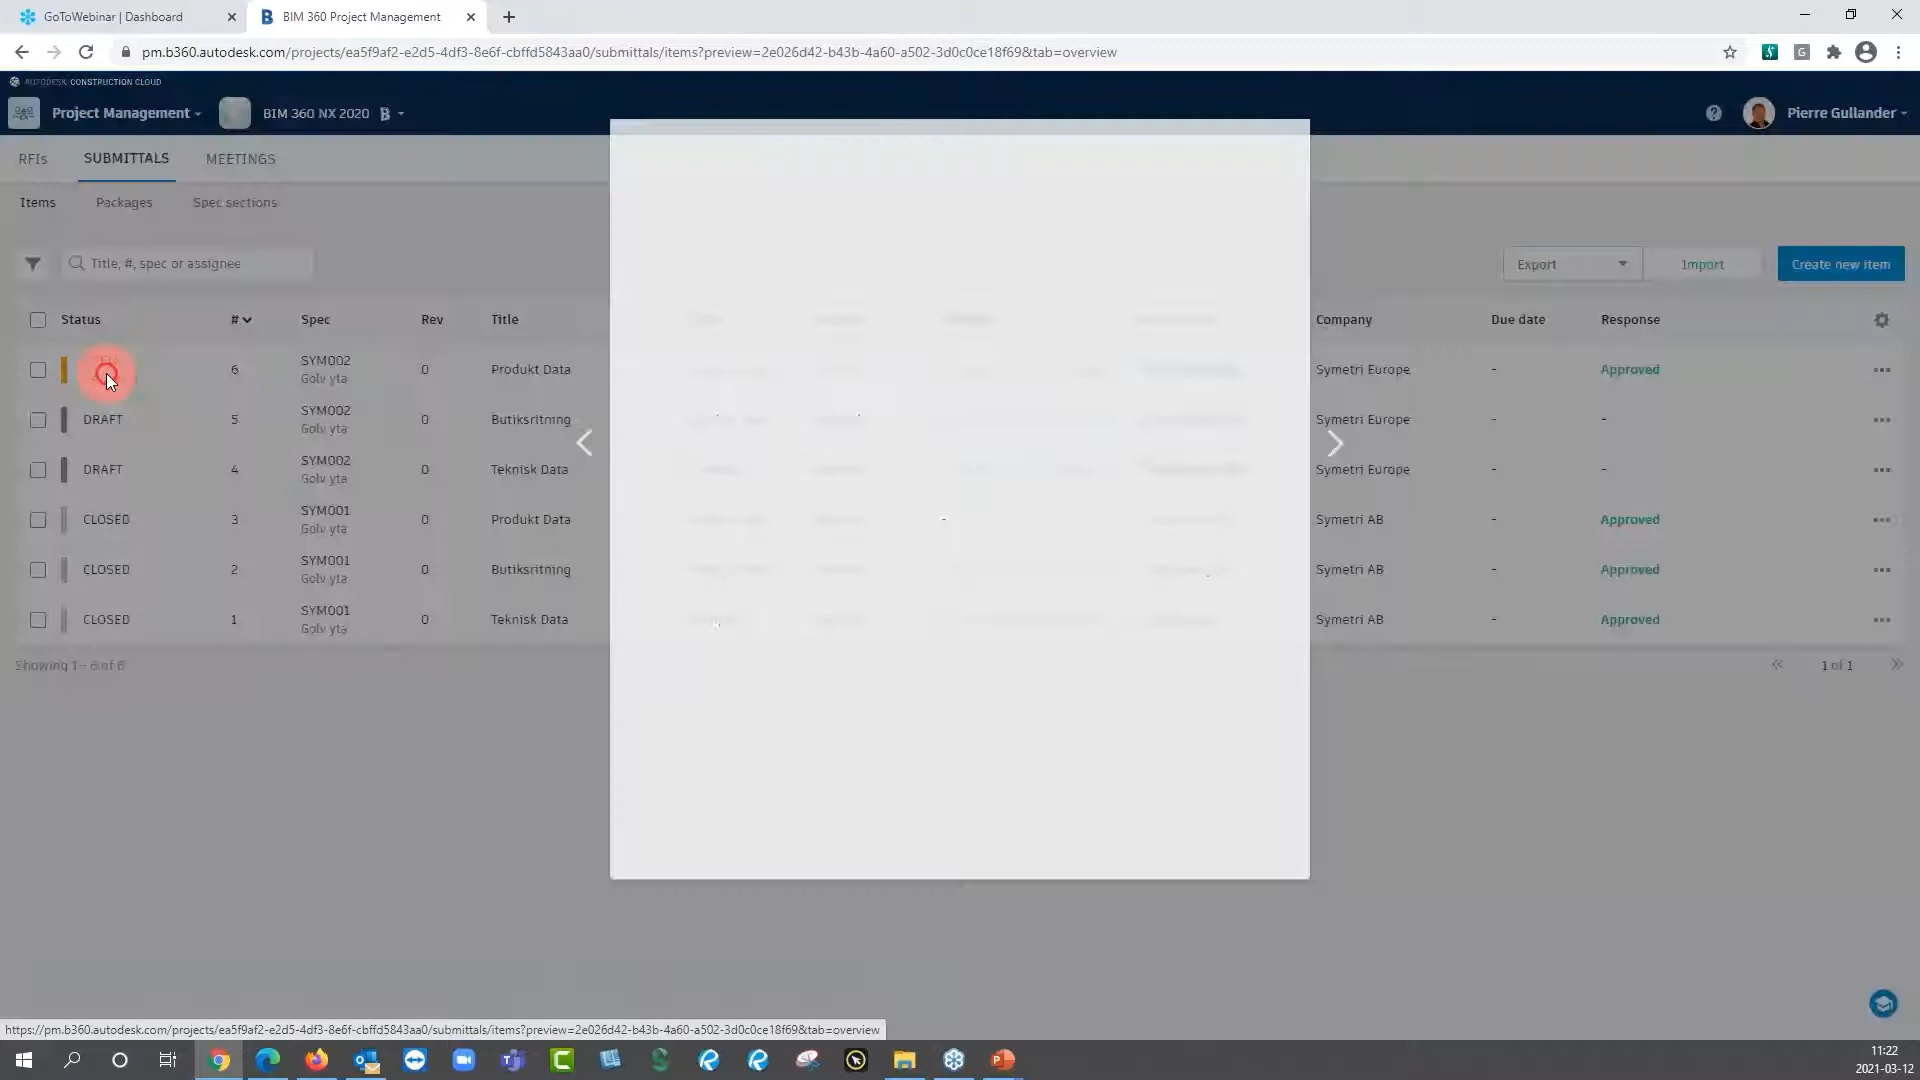 GoToWebinar | Dashboard
BIM 360 Project Management
pm.b360.autodesk.com/projects/ea5f9af2-e2d5-4df3-8e6f-cbffd5843aa0/submittals/items?preview=2e026d42-b43b-4a60-a502-3d0c0ce18f69&tab=overview
AUTODESK CONSTRUCTION CLOUD
Project Management
BIM 360 NX 2020
Pierre Gullander
RFIs SUBMITTALS MEETINGS
Items Packages Spec sections
Title, #, spec or assignee
Export Import Create new item
Status # Spec Rev Title Company Due date Response
6 SYM002 0 Produkt Data Symetri Europe - Approved
Golv yta
DRAFT 5 SYM002 0 Butiksritning Symetri Europe - -
Golv yta
DRAFT 4 SYM002 0 Teknisk Data Symetri Europe - -
Golv yta
CLOSED 3 SYM001 0 Produkt Data Symetri AB - Approved
Golv yta
CLOSED 2 SYM001 0 Butiksritning Symetri AB - Approved
Golv yta
CLOSED 1 SYM001 0 Teknisk Data Symetri AB - Approved
Golv yta
Showing 1 - 6 of 6
1 of 1
https://pm.b360.autodesk.com/projects/ea5f9af2-e2d5-4df3-8e6f-cbffd5843aa0/submittals/items?preview=2e026d42-b43b-4a60-a502-3d0c0ce18f69&tab=overview
11:22
2021-03-12